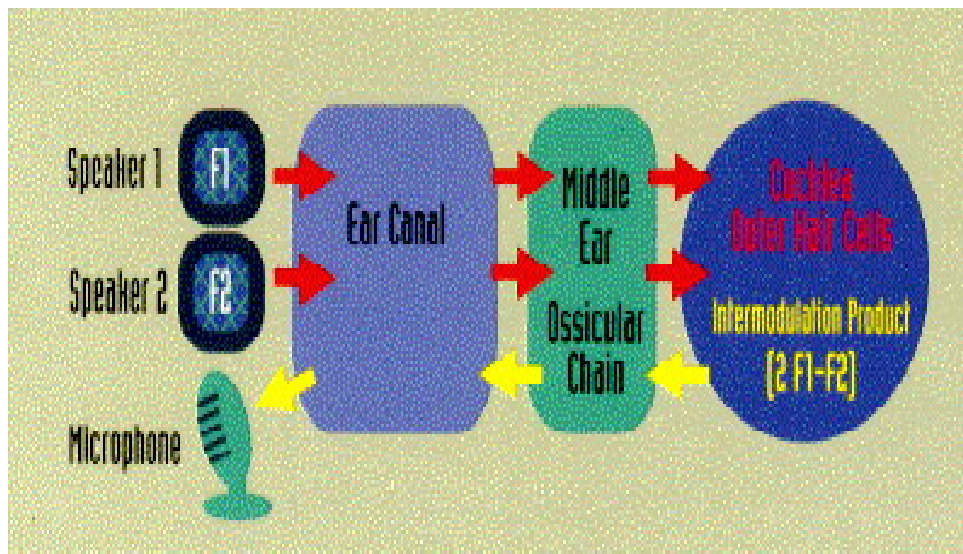 Speaker 1
F1
Speaker 2
F2
Microphone
Ear Canal
Middle
Ear
Ossicular
Chain
Cochlea
Outer Hair Cells
Intermodulation Product
(2 F1-F2)